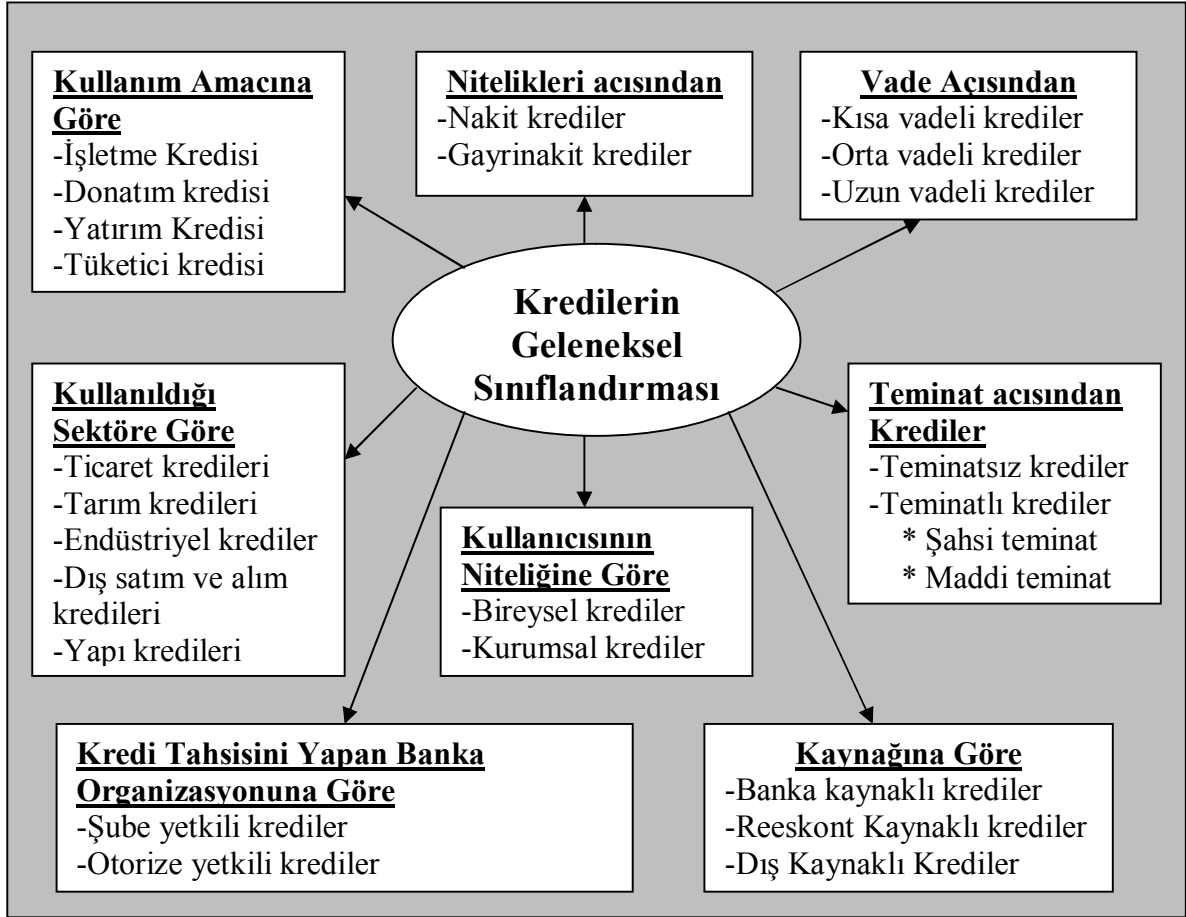 Kullanım Amacına
Göre
-İşletme Kredisi
-Donatım kredisi
-Yatırım Kredisi
-Tüketici kredisi
Nitelikleri acısından
-Nakit krediler
-Gayrinakit krediler
Vade Açısından
-Kısa vadeli krediler
-Orta vadeli krediler
-Uzun vadeli krediler
Kredilerin
Geleneksel
Sınıflandırması
Kullanıldığı
Sektöre Göre
-Ticaret kredileri
-Tarım kredileri
-Endüstriyel krediler
-Dış satım ve alım
kredileri
-Yapı kredileri
Kullanıcısının
Niteliğine Göre
-Bireysel krediler
-Kurumsal krediler
Teminat acısından
Krediler
-Teminatsız krediler
-Teminatlı krediler
* Şahsi teminat
* Maddi teminat
Kredi Tahsisini Yapan Banka
Organizasyonuna Göre
-Şube yetkili krediler
-Otorize yetkili krediler
Kaynağına Göre
-Banka kaynaklı krediler
-Reeskont Kaynaklı krediler
-Dış Kaynaklı Krediler